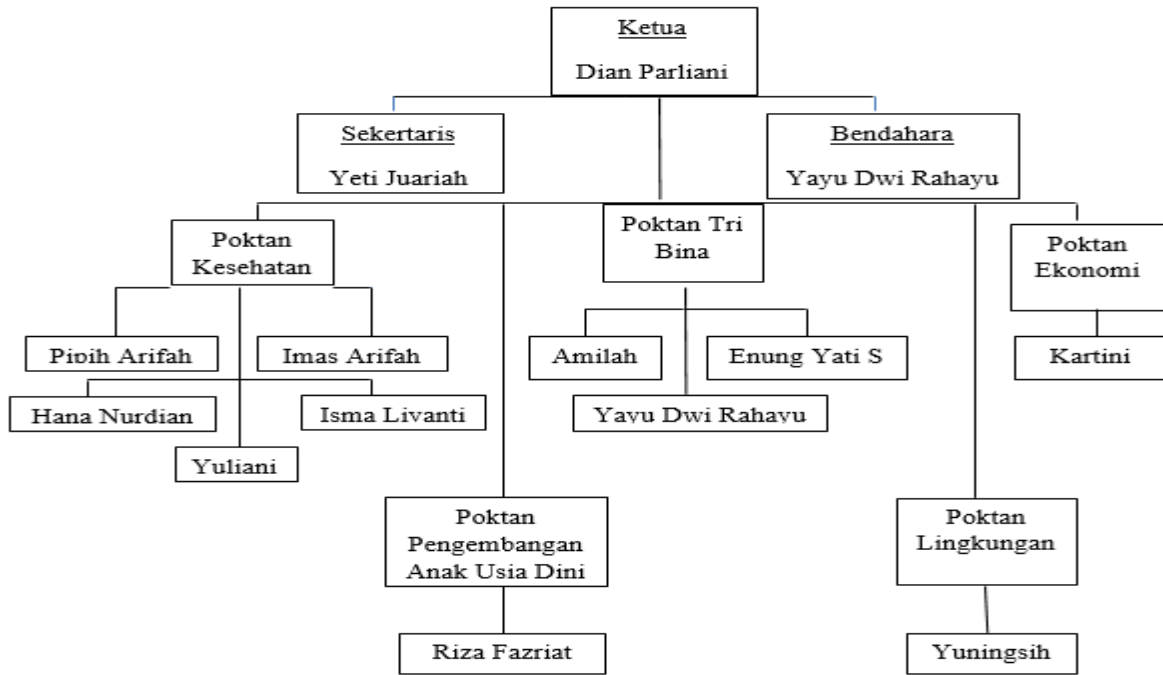 Ketua
Dian Parliani
Sekertaris
Yeti Juariah
Bendahara
Yayu Dwi Rahayu
Poktan
Kesehatan
Poktan Tri
Bina
Poktan
Ekonomi
Pipih Arifah
Imas Arifah
Amilah
Enung Yati S
Kartini
Hana Nurdian
Isma Livanti
Yayu Dwi Rahayu
Yuliani
Poktan
Pengembangan
Anak Usia Dini
Poktan
Lingkungan
Riza Fazriat
Yuningsih